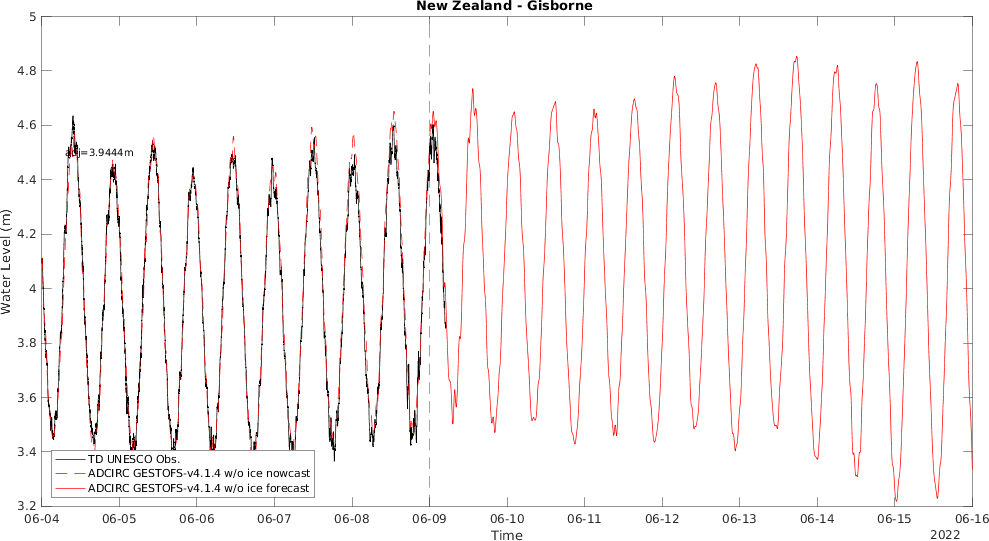 New Zealand - Gisborne
5
4.8
4.6
4.4
4.2
4
3.8
3.6
3.4
3.2
Water Level (m)
TD UNESCO Obs.
ADCIRC GESTOFS-v4.1.4 w/o ice nowcast
ADCIRC GESTOFS-v4.1.4 w/o ice forecast
06-04 06-05 06-06 06-07 06-08 06-09 06-10 06-11 06-12 06-13 06-14 06-15 06-16
Time
2022